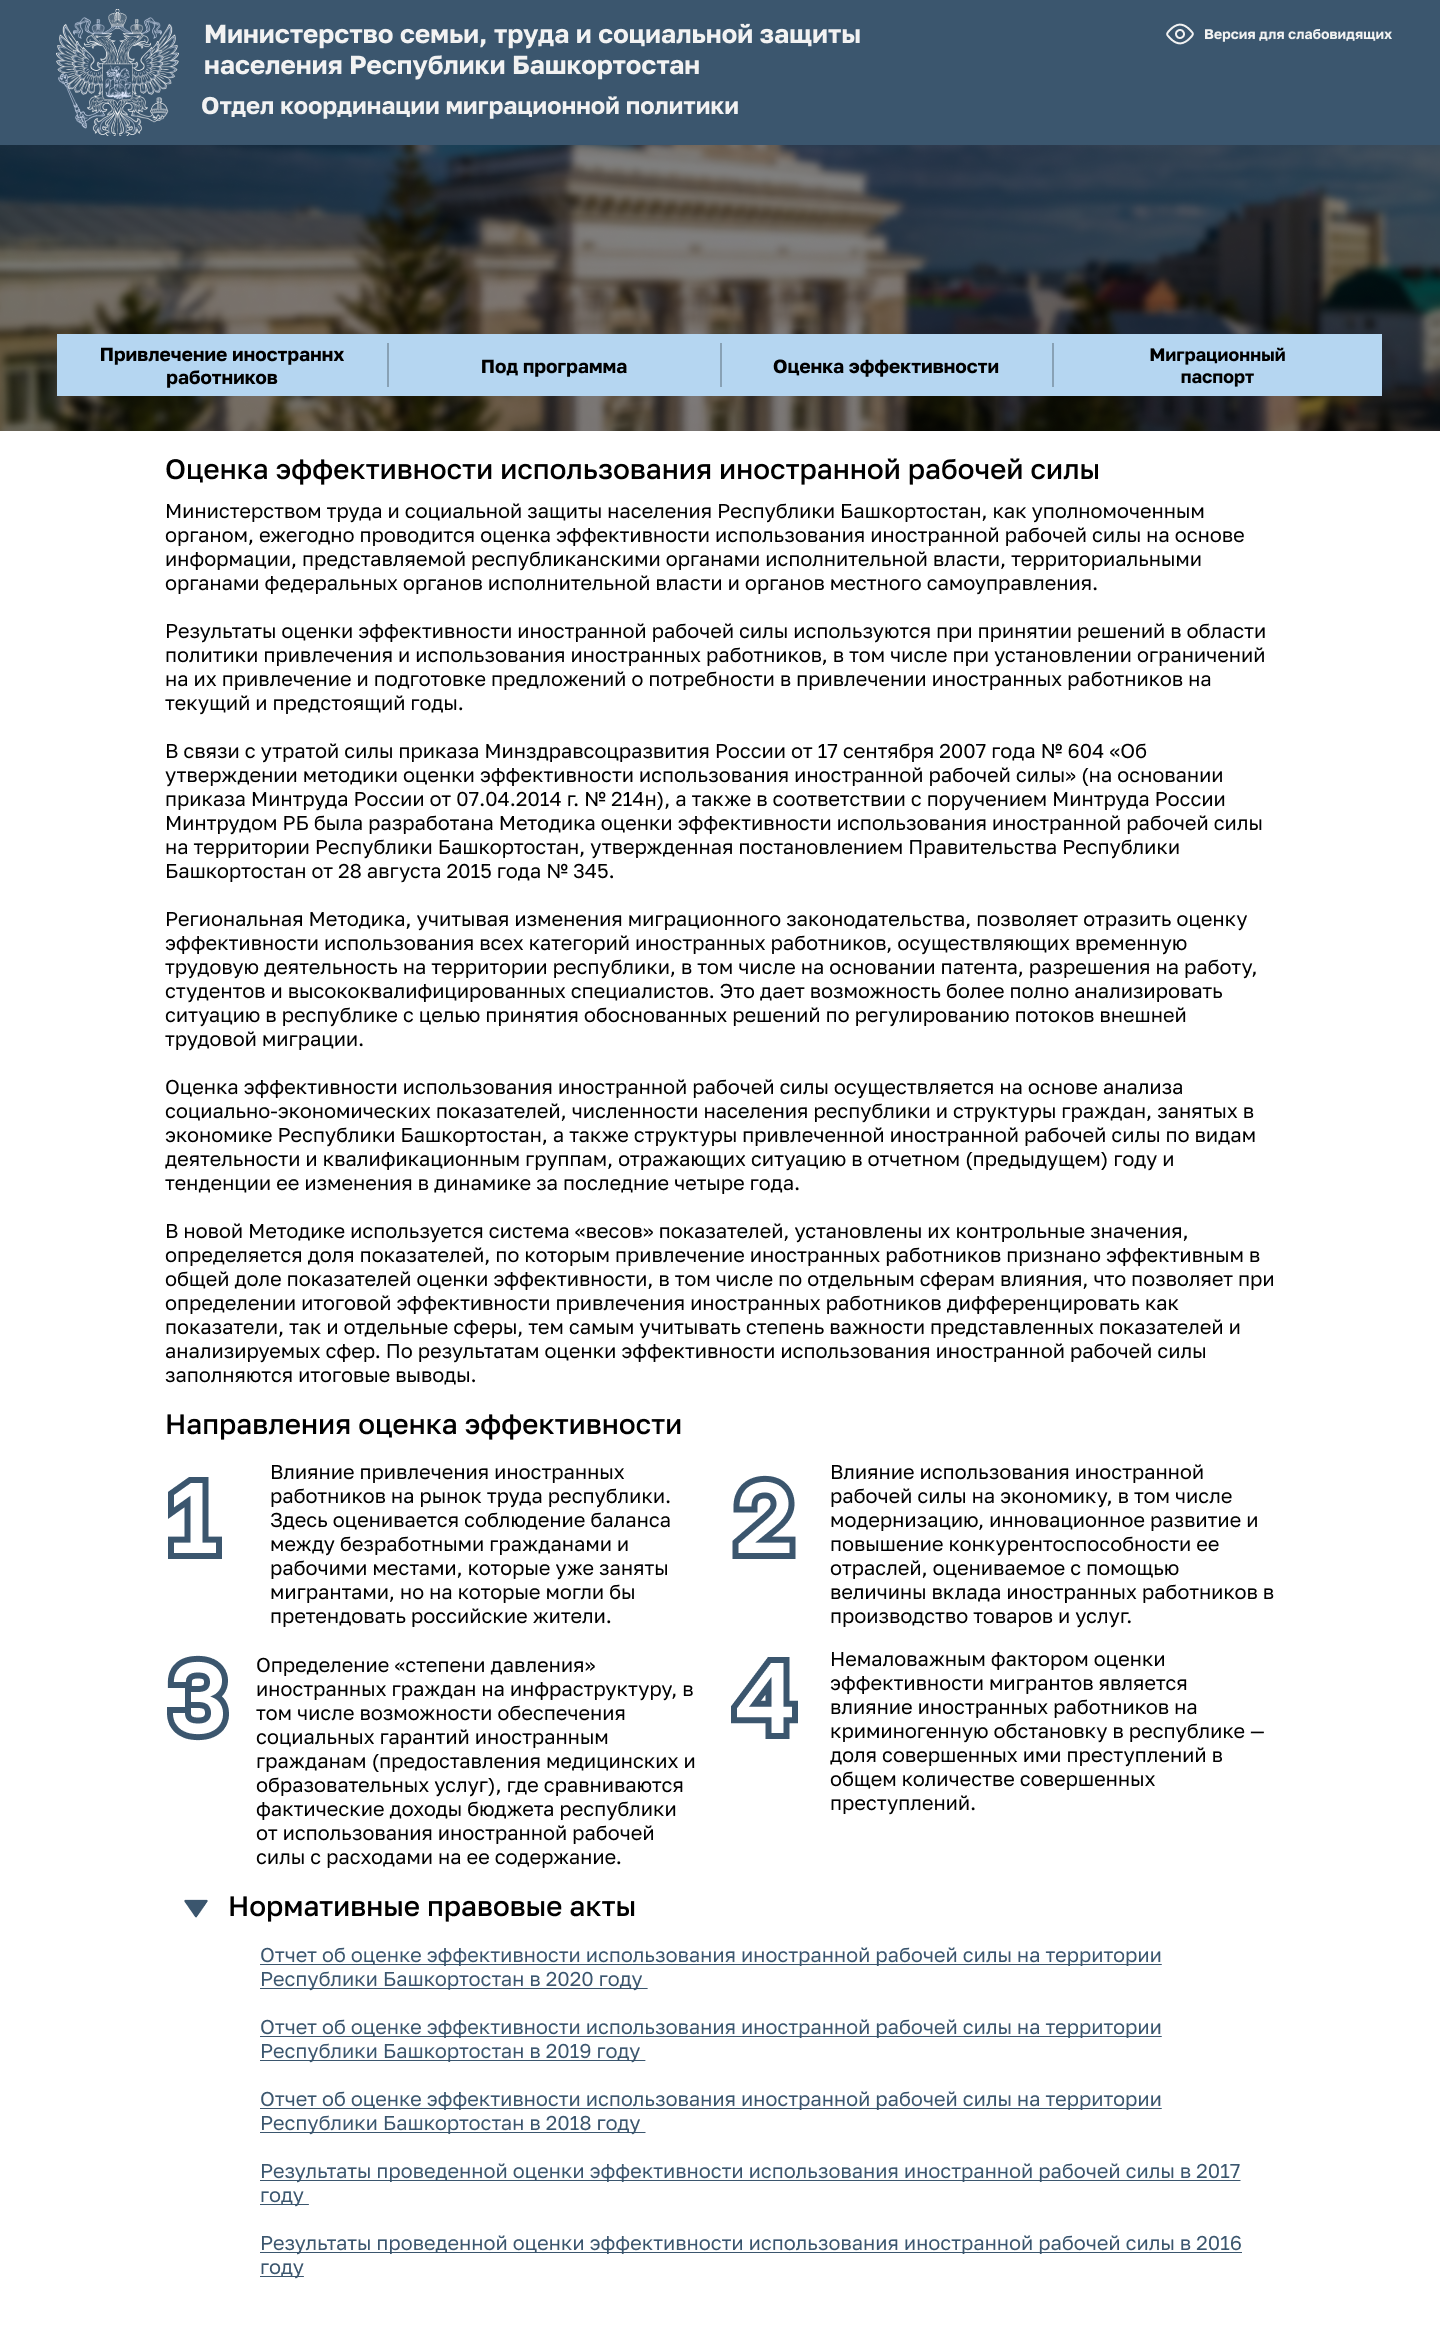 Министерство семьи, труда и социальной защиты
населения Республики Башкортостан
Отдел координации миграционной политики
Версия для слабовидящих
Привлечение иностраннх
работников
Под программа
Оценка эффективности
Миграционный
паспорт
Оценка эффективности использования иностранной рабочей силы
Министерством труда и социальной защиты населения Республики Башкортостан, как уполномоченным
органом, ежегодно проводится оценка эффективности использования иностранной рабочей силы на основе
информации, представляемой республиканскими органами исполнительной власти, территориальными
органами федеральных органов исполнительной власти и органов местного самоуправления.
Результаты оценки эффективности иностранной рабочей силы используются при принятии решений в области
политики привлечения и использования иностранных работников, в том числе при установлении ограничений
на их привлечение и подготовке предложений о потребности в привлечении иностранных работников на
текущий и предстоящий годы.
В связи с утратой силы приказа Минздравсоцразвития России от 17 сентября 2007 года № 604 «Об
утверждении методики оценки эффективности использования иностранной рабочей силы» (на основании
приказа Минтруда России от 07.04.2014 г. № 214н), а также в соответствии с поручением Минтруда России
Минтрудом РБ была разработана Методика оценки эффективности использования иностранной рабочей силы
на территории Республики Башкортостан, утвержденная постановлением Правительства Республики
Башкортостан от 28 августа 2015 года № 345.
Региональная Методика, учитывая изменения миграционного законодательства, позволяет отразить оценку
эффективности использования всех категорий иностранных работников, осуществляющих временную
трудовую деятельность на территории республики, в том числе на основании патента, разрешения на работу,
студентов и высококвалифицированных специалистов. Это дает возможность более полно анализировать
ситуацию в республике с целью принятия обоснованных решений по регулированию потоков внешней
трудовой миграции.
Оценка эффективности использования иностранной рабочей силы осуществляется на основе анализа
социально-экономических показателей, численности населения республики и структуры граждан, занятых в
экономике Республики Башкортостан, а также структуры привлеченной иностранной рабочей силы по видам
деятельности и квалификационным группам, отражающих ситуацию в отчетном (предыдущем) году и
тенденции ее изменения в динамике за последние четыре года.
В новой Методике используется система «весов» показателей, установлены их контрольные значения,
определяется доля показателей, по которым привлечение иностранных работников признано эффективным в
общей доле показателей оценки эффективности, в том числе по отдельным сферам влияния, что позволяет при
определении итоговой эффективности привлечения иностранных работников дифференцировать как
показатели, так и отдельные сферы, тем самым учитывать степень важности представленных показателей и
анализируемых сфер. По результатам оценки эффективности использования иностранной рабочей силы
заполняются итоговые выводы.
Направления оценка эффективности
1
Влияние привлечения иностранных
работников на рынок труда республики.
Здесь оценивается соблюдение баланса
между безработными гражданами и
рабочими местами, которые уже заняты
мигрантами, но на которые могли бы
претендовать российские жители.
2
Влияние использования иностранной
рабочей силы на экономику, в том числе
модернизацию, инновационное развитие и
повышение конкурентоспособности ее
отраслей, оцениваемое с помощью
величины вклада иностранных работников в
производство товаров и услуг.
3
Определение «степени давления»
иностранных граждан на инфраструктуру, в
том числе возможности обеспечения
социальных гарантий иностранным
гражданам (предоставления медицинских и
образовательных услуг), где сравниваются
фактические доходы бюджета республики
от использования иностранной рабочей
силы с расходами на ее содержание.
4
Немаловажным фактором оценки
эффективности мигрантов является
влияние иностранных работников на
криминогенную обстановку в республике —
доля совершенных ими преступлений в
общем количестве совершенных
преступлений.
Нормативные правовые акты
Отчет об оценке эффективности использования иностранной рабочей силы на территории
Республики Башкортостан в 2020 году
Отчет об оценке эффективности использования иностранной рабочей силы на территории
Республики Башкортостан в 2019 году
Отчет об оценке эффективности использования иностранной рабочей силы на территории
Республики Башкортостан в 2018 году
Результаты проведенной оценки эффективности использования иностранной рабочей силы в 2017
году
Результаты проведенной оценки эффективности использования иностранной рабочей силы в 2016
году